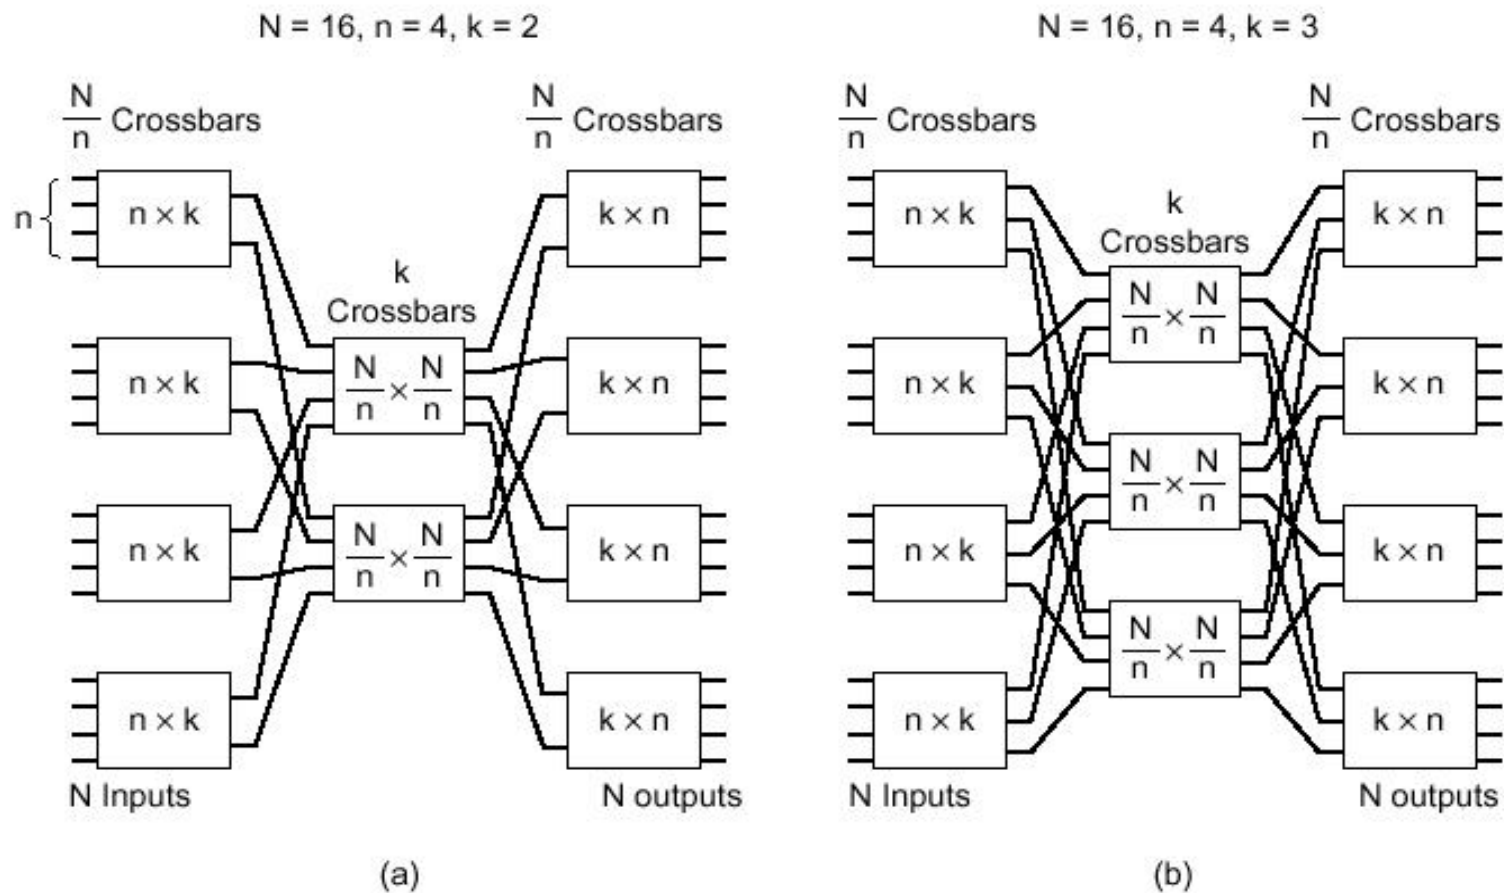 N = 16, n = 4, k = 2
N
n
Crossbars
N
n
Crossbars
n
n × k
k × n
k
Crossbars
n × k
N
n
×
N
n
k × n
n × k
N
n
×
N
n
k × n
n × k
k × n
N Inputs
N outputs
(a)
N = 16, n = 4, k = 3
N
n
Crossbars
N
n
Crossbars
n × k
k
Crossbars
k × n
N
n
×
N
n
n × k
k × n
N
n
×
N
n
n × k
k × n
N
n
×
N
n
n × k
k × n
N Inputs
N outputs
(b)